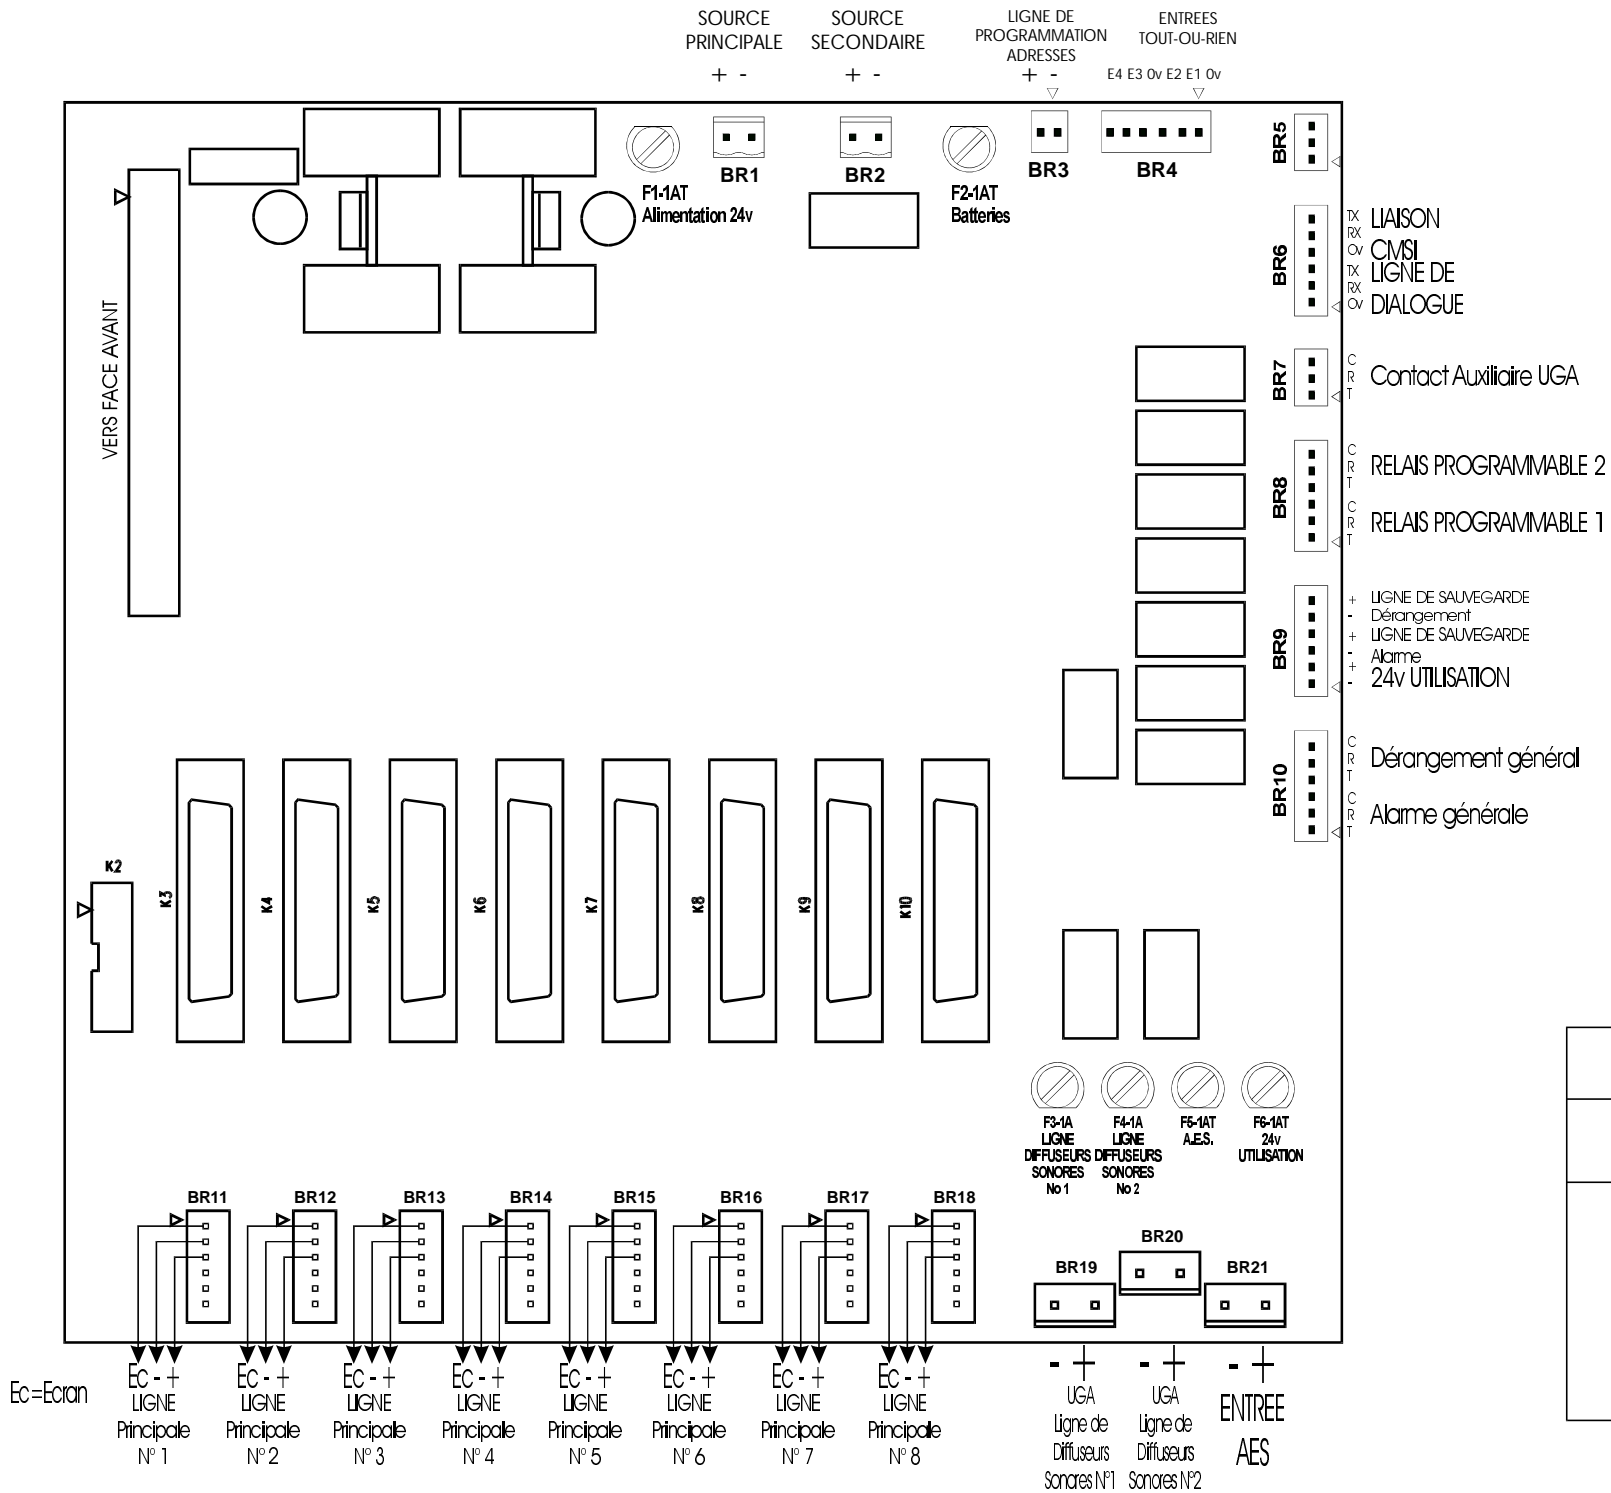 SOURCE
PRINCIPALE
+ -
SOURCE
SECONDAIRE
+ -
LIGNE DE
PROGRAMMATION
ADRESSES
+ -
ENTREES
TOUT-OU-RIEN
E4 E3 0v E2 E1 0v
F1-1AT
Alimentation 24v
BR1
BR2
F2-1AT
Batteries
BR3
BR4
BR5
VERS FACE AVANT
BR6
TX
RX
0v
TX
RX
0v
LIAISON
CMSI
LIGNE DE
DIALOGUE
BR7
C
R
T
Contact Auxiliaire UGA
BR8
C
R
T
RELAIS PROGRAMMABLE 2
C
R
T
RELAIS PROGRAMMABLE 1
BR9
+ LIGNE DE SAUVEGARDE
- Dérangement
+ LIGNE DE SAUVEGARDE
- Alarme
+
- 24v UTILISATION
BR10
C
R
T
Dérangement général
C
R
T
Alarme générale
K2
K3
K4
K5
K6
K7
K8
K9
K10
F3-1A
LIGNE
DIFFUSEURS
SONORES
No 1
F4-1A
LIGNE
DIFFUSEURS
SONORES
No 2
F5-1AT
A.E.S.
F6-1AT
24v
UTILISATION
BR11
BR12
BR13
BR14
BR15
BR16
BR17
BR18
BR19
BR20
BR21
Ec=Ecran
Ec - +
LIGNE
Principale
N° 1
Ec - +
LIGNE
Principale
N° 2
Ec - +
LIGNE
Principale
N° 3
Ec - +
LIGNE
Principale
N° 4
Ec - +
LIGNE
Principale
N° 5
Ec - +
LIGNE
Principale
N° 6
Ec - +
LIGNE
Principale
N° 7
Ec - +
LIGNE
Principale
N° 8
- +
UGA
Ligne de
Diffuseurs
Sonores N°1
- +
UGA
Ligne de
Diffuseurs
Sonores N°2
- +
ENTREE
AES